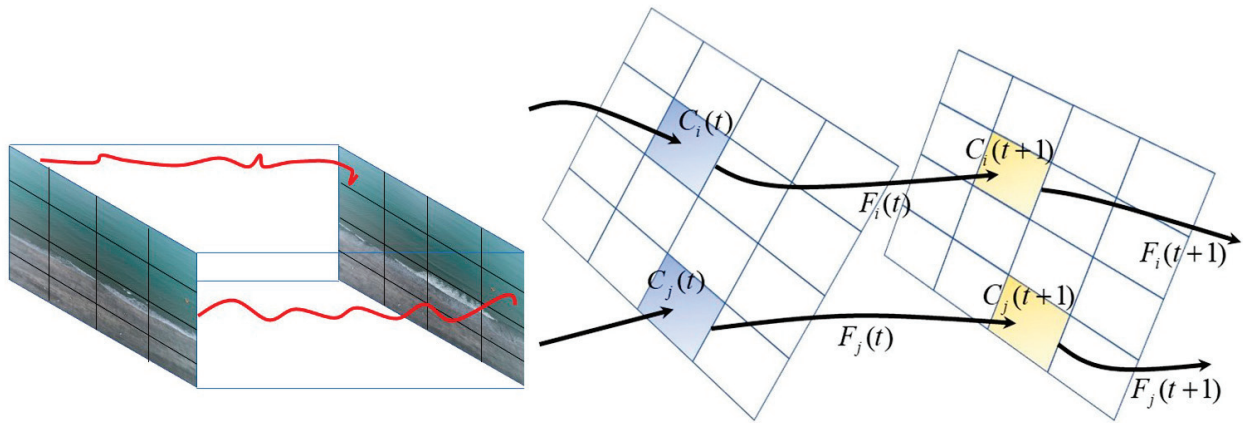 C_i(t)
C_i(t+1)
F_i(t)
F_i(t+1)
C_j(t)
C_j(t+1)
F_j(t)
F_j(t+1)